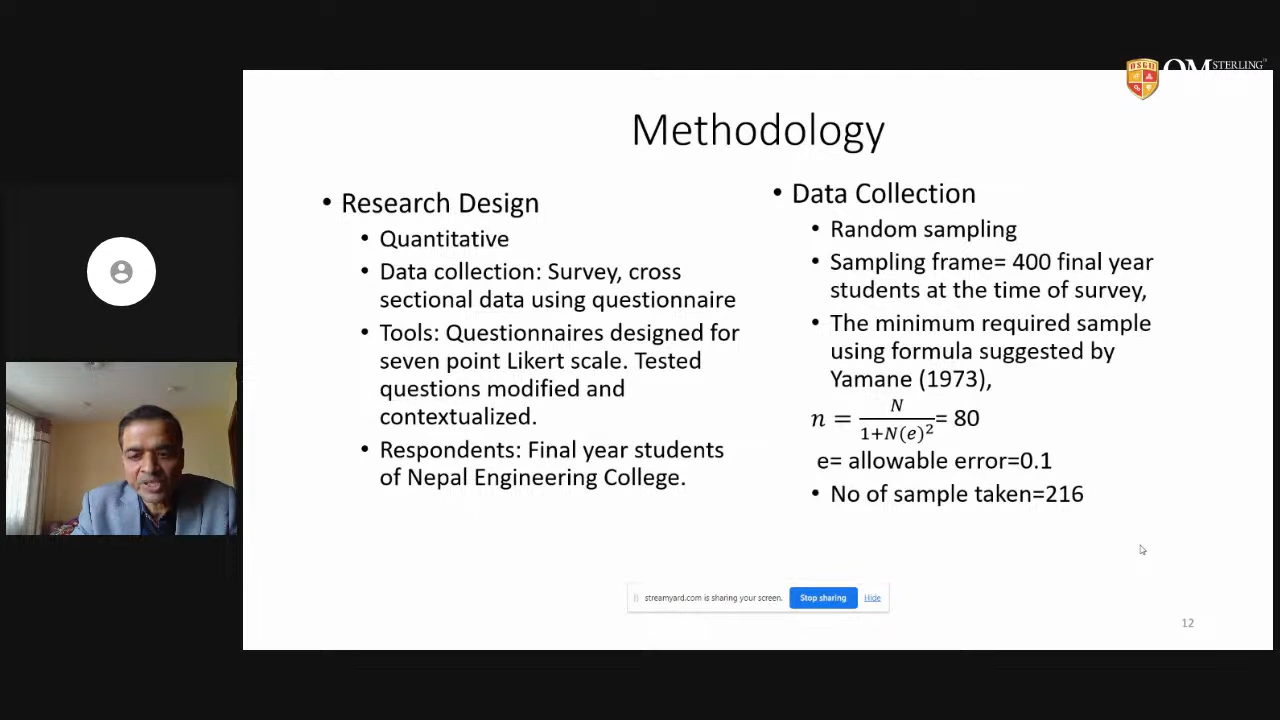 OM STERLING
Methodology
• Research Design
• Quantitative
• Data collection: Survey, cross
sectional data using questionnaire
• Tools: Questionnaires designed for
seven point Likert scale. Tested
questions modified and
contextualized.
• Respondents: Final year students
of Nepal Engineering College.
• Data Collection
• Random sampling
• Sampling frame= 400 final year
students at the time of survey,
• The minimum required sample
using formula suggested by
Yamane (1973),
n = N / 1+N(e)² = 80
e= allowable error=0.1
• No of sample taken=216
streamyard.com is sharing your screen. Stop sharing Hide
12